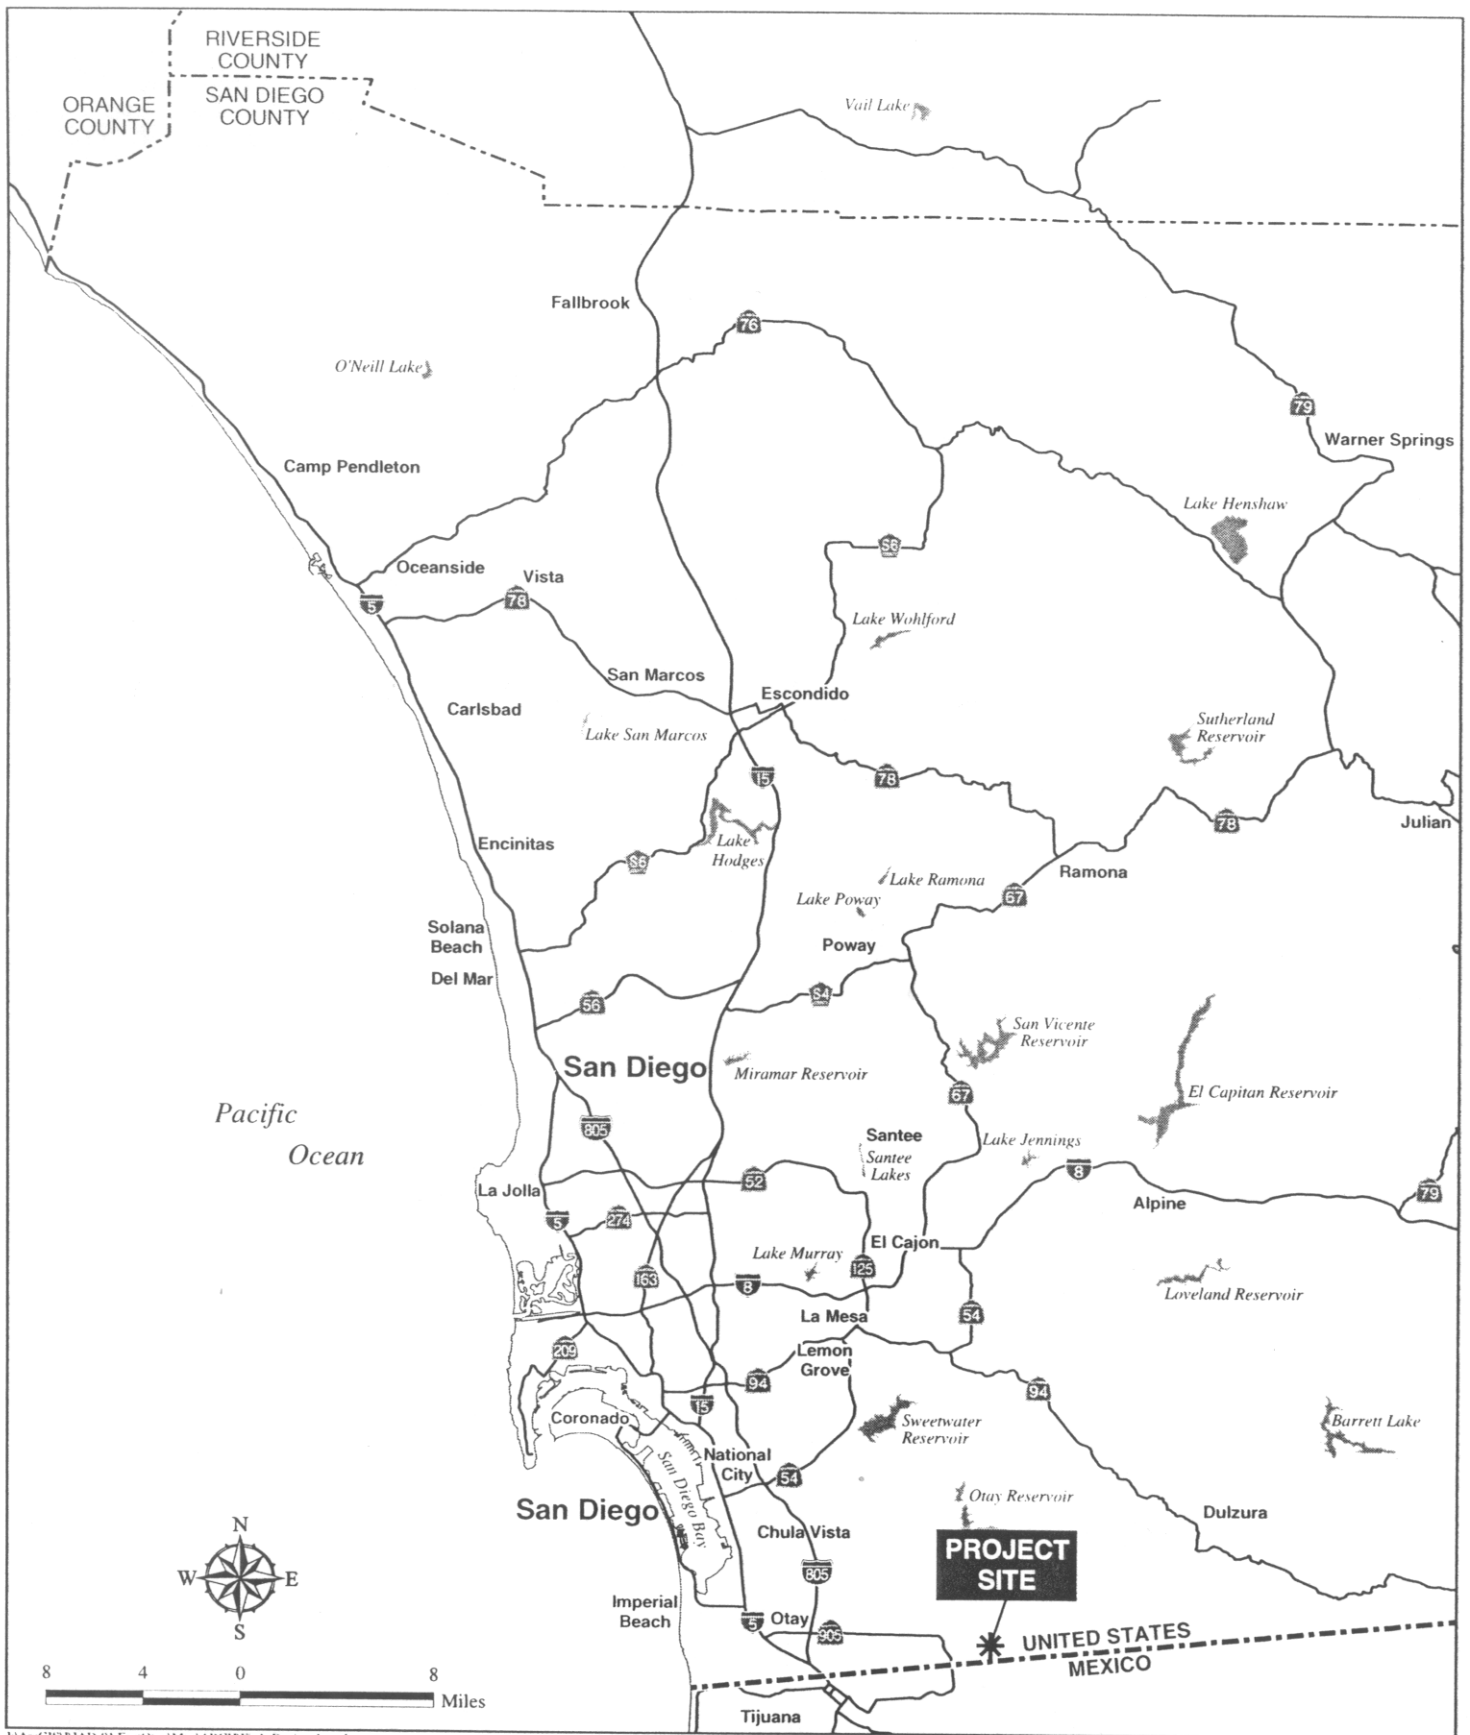 RIVERSIDE
COUNTY
ORANGE
COUNTY
SAN DIEGO
COUNTY
Vail Lake
Fallbrook
76
O'Neill Lake
79
Warner Springs
Camp Pendleton
Lake Henshaw
S6
Oceanside
Vista
78
5
Lake Wohlford
San Marcos
Escondido
Carlsbad
Lake San Marcos
Sutherland
Reservoir
15
78
78
Julian
Encinitas
Lake
Hodges
S6
Ramona
Lake Ramona
67
Lake Poway
Solana
Beach
Poway
Del Mar
56
S4
San Vicente
Reservoir
San Diego
Miramar Reservoir
67
El Capitan Reservoir
Pacific
Ocean
805
Santee
Santee
Lakes
Lake Jennings
8
La Jolla
52
Alpine
79
5
274
El Cajon
Lake Murray
125
163
8
Loveland Reservoir
La Mesa
54
209
Lemon
Grove
94
94
15
Coronado
Sweetwater
Reservoir
Barrett Lake
National
City
54
San Diego Bay
Otay Reservoir
San Diego
Chula Vista
Dulzura
PROJECT
SITE
805
N
W
E
S
Imperial
Beach
5
Otay
905
UNITED STATES
MEXICO
8
4
0
8
Miles
Tijuana